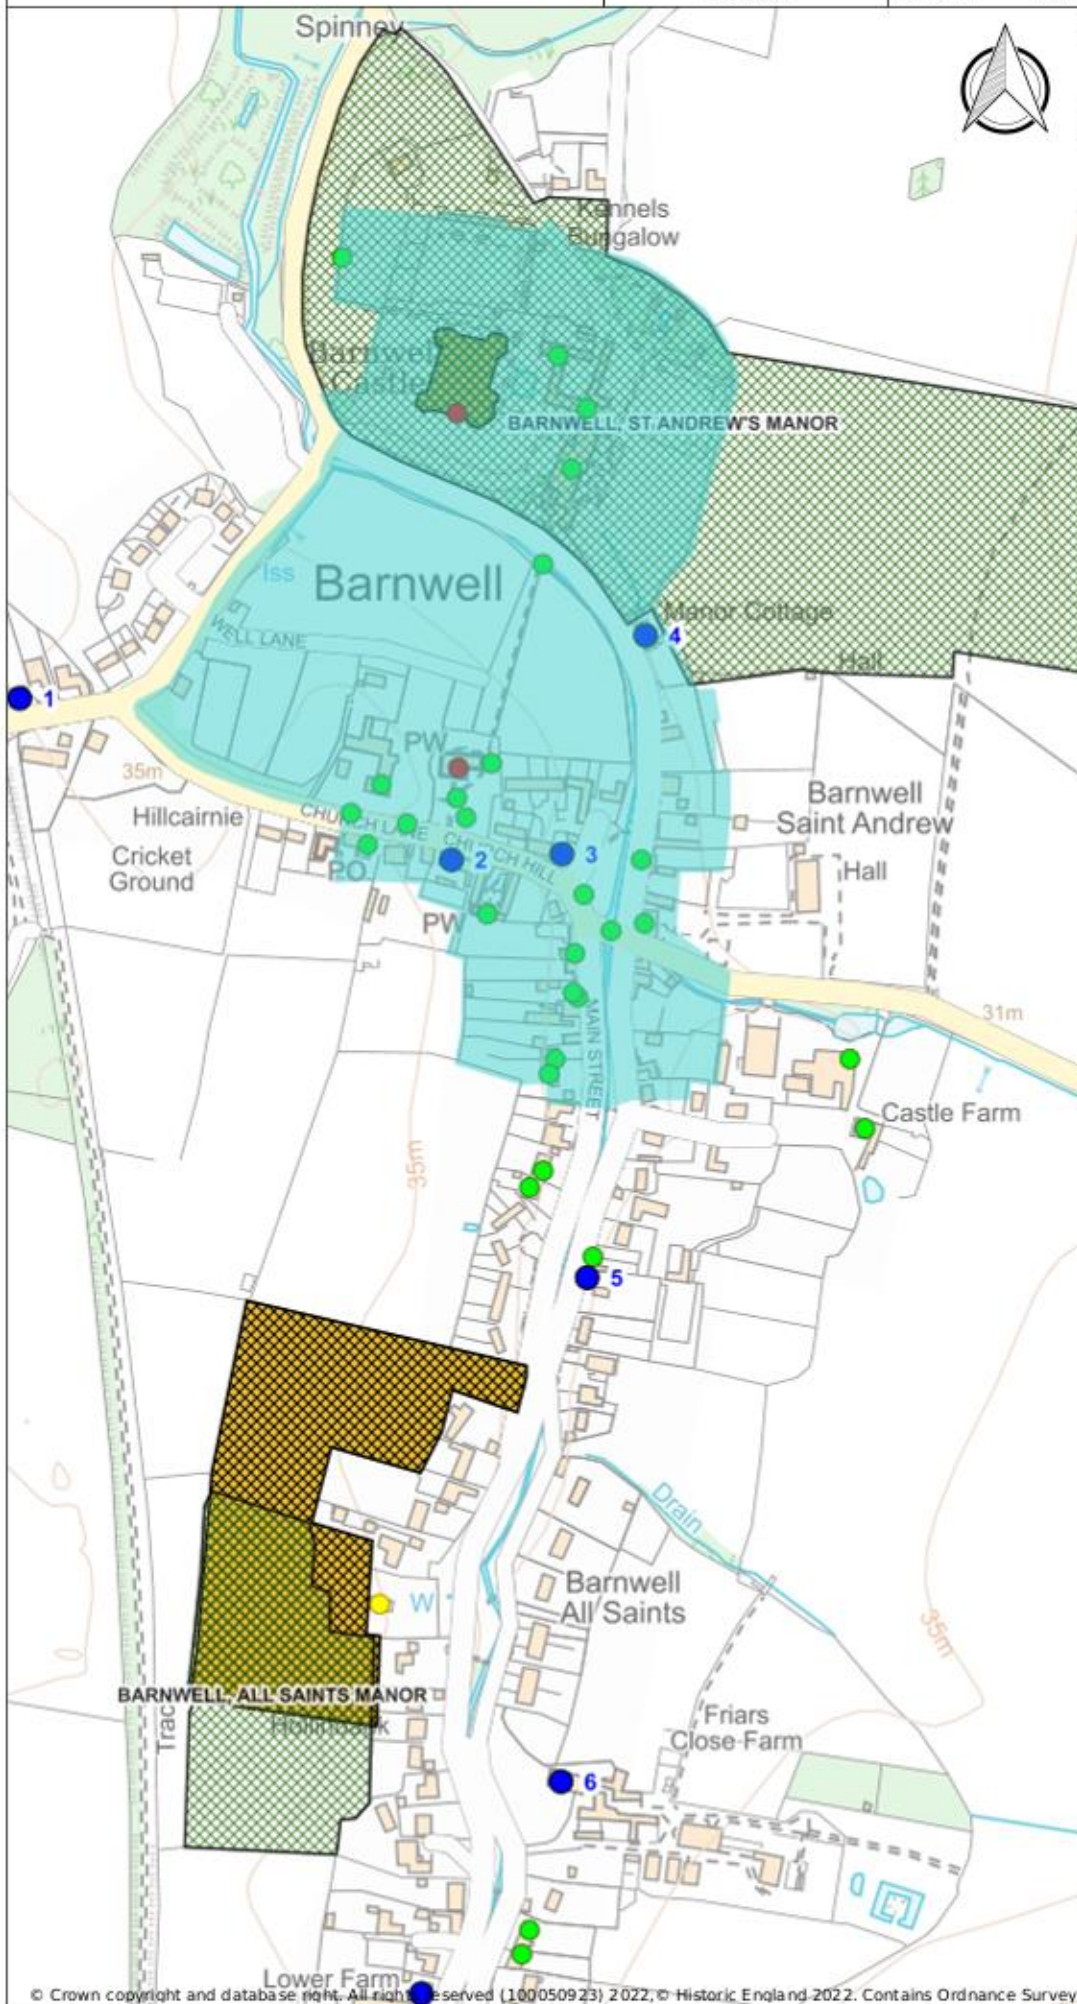 Spinney
Kennels
Bungalow
Barnwell
Castle
BARNWELL, ST ANDREW'S MANOR
Iss
Barnwell
WELL LANE
Manor Cottage
4
Hall
1
PW
35m
Hillcairnie
CHURCH LANE
CHURCH HILL
Barnwell
Saint Andrew
Cricket
Ground
PO
2
3
Hall
PW
MAIN STREET
31m
Castle Farm
35m
5
Drain
Barnwell
All Saints
W
35m
BARNWELL, ALL SAINTS MANOR
Trac
Friars
Close Farm
6
Lower Farm
© Crown copyright and database right. All rights reserved (100050923) 2022,© Historic England 2022. Contains Ordnance Survey